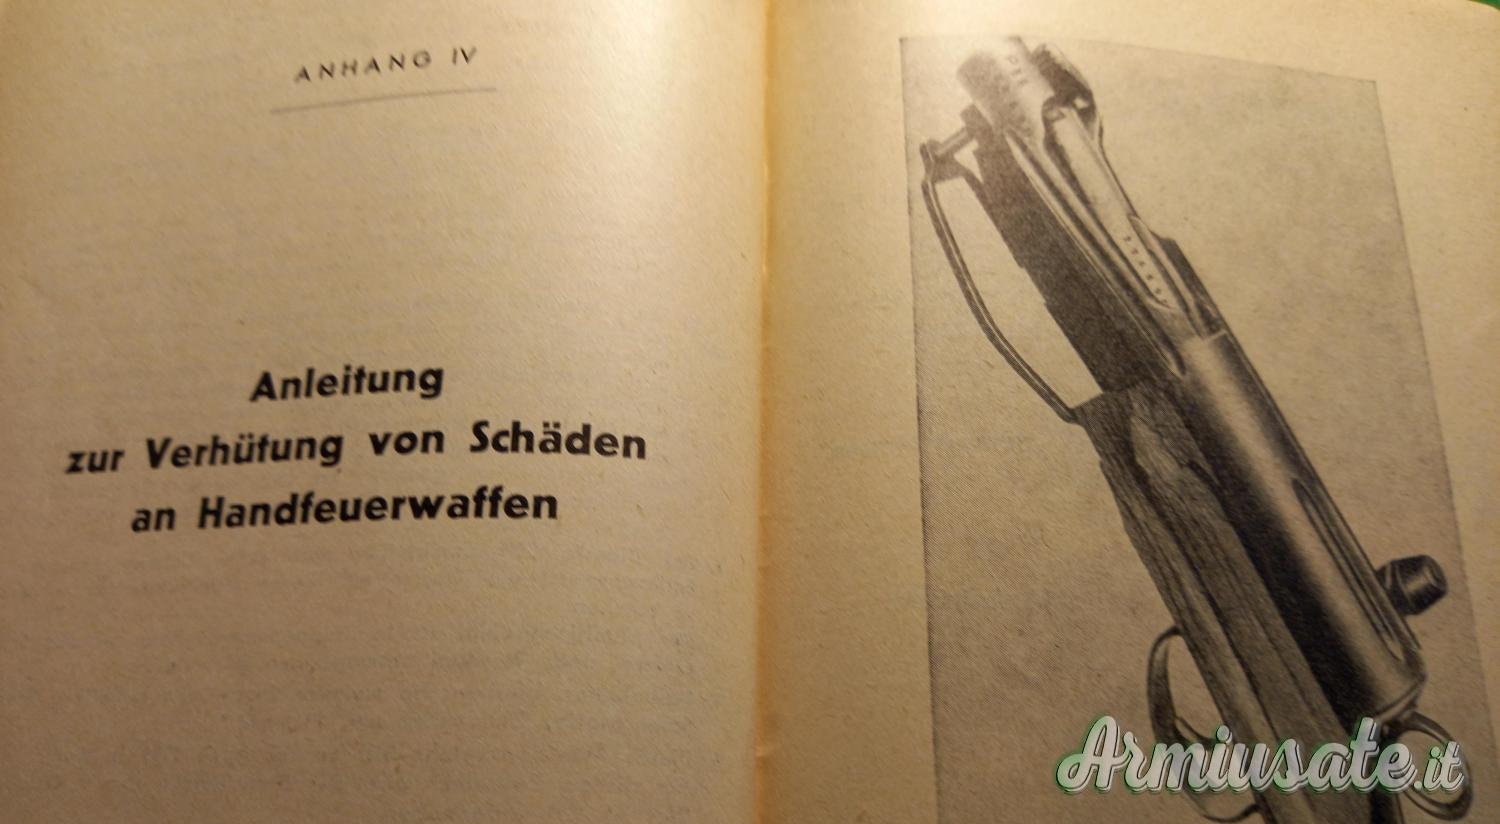 ANHANG IV
Anleitung
zur Verhütung von Schäden
an Handfeuerwaffen
Armiusate.it